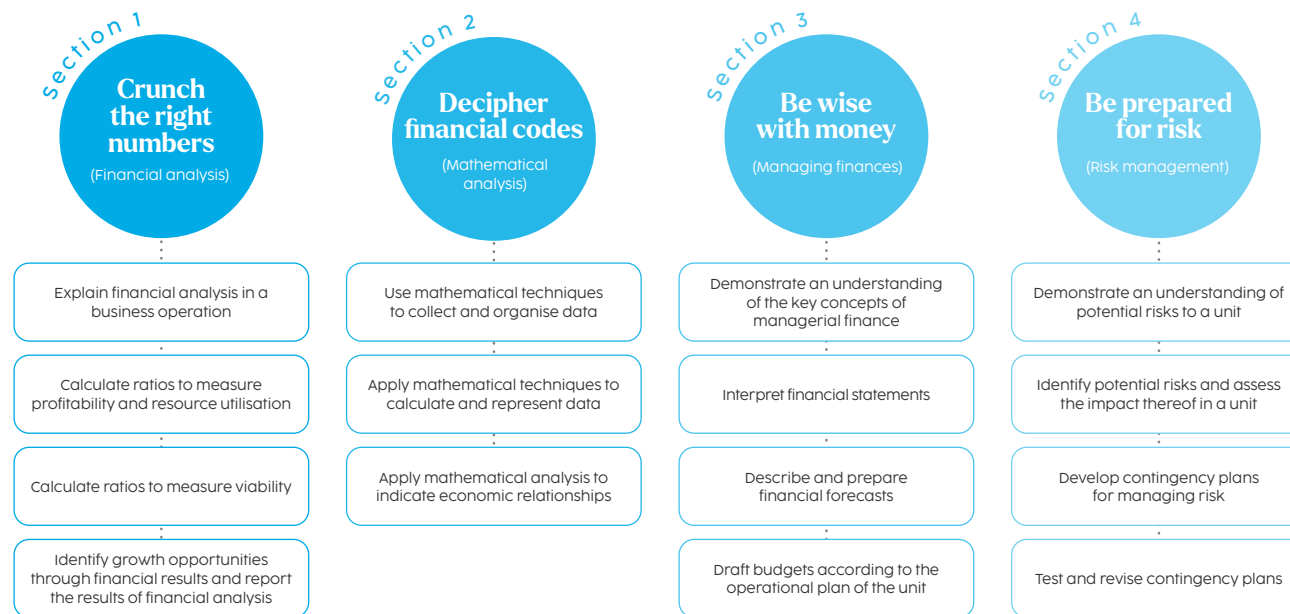 Section 1
Crunch
the right
numbers
(Financial analysis)
Explain financial analysis in a
business operation
Calculate ratios to measure
profitability and resource utilisation
Calculate ratios to measure viability
Identify growth opportunities
through financial results and report
the results of financial analysis
Section 2
Decipher
financial codes
(Mathematical
analysis)
Use mathematical techniques
to collect and organise data
Apply mathematical techniques to
calculate and represent data
Apply mathematical analysis to
indicate economic relationships
Section 3
Be wise
with money
(Managing finances)
Demonstrate an understanding
of the key concepts of
managerial finance
Interpret financial statements
Describe and prepare
financial forecasts
Draft budgets according to the
operational plan of the unit
Section 4
Be prepared
for risk
(Risk management)
Demonstrate an understanding of
potential risks to a unit
Identify potential risks and assess
the impact thereof in a unit
Develop contingency plans
for managing risk
Test and revise contingency plans